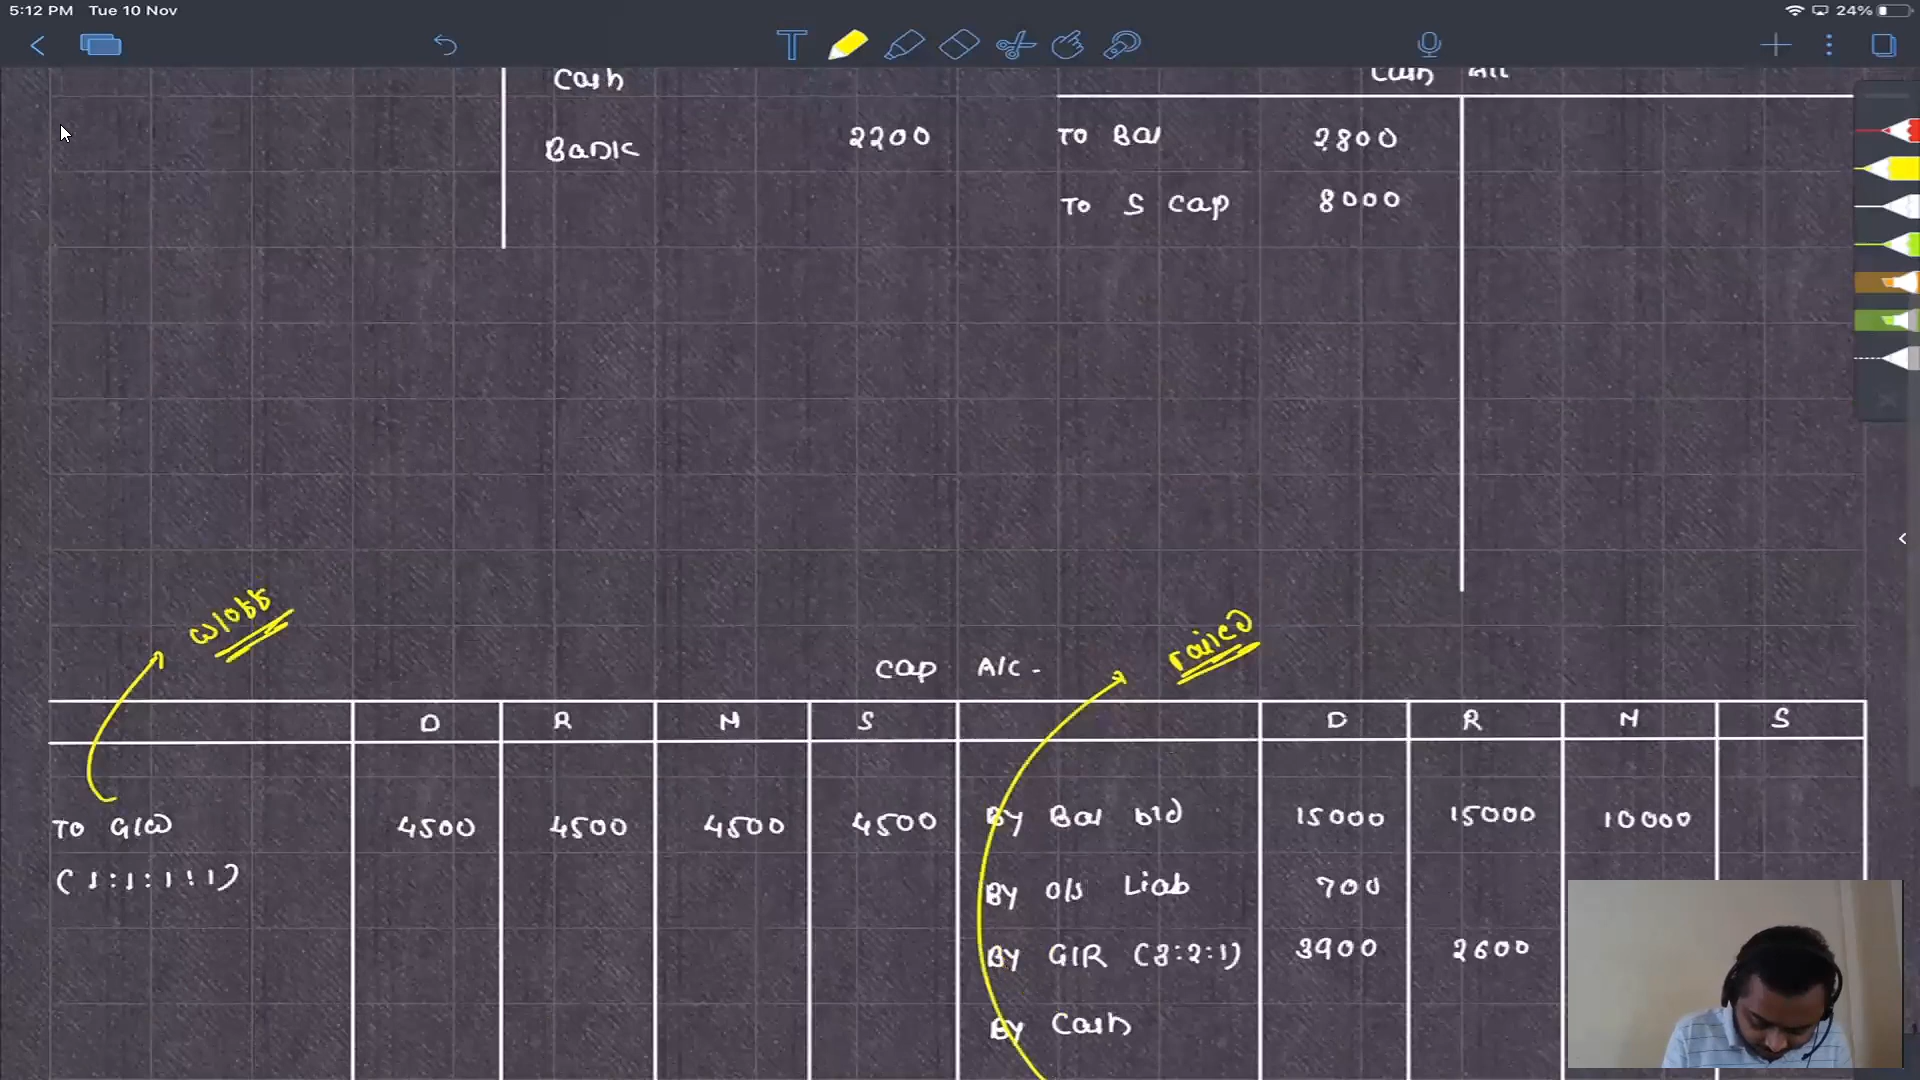 5:12 PM Tue 10 Nov
24%
T
Cash
Bank 2200
Cash A/c
To Bal 2800
To S cap 8000
w/off
raised
Cap A/c -
D R M S D R M S
To G/w 4500 4500 4500 4500
(1:1:1:1)
By Bal b/d 15000 15000 10000
By o/s Liab 700
By G/R (3:2:1) 3900 2600
By Cash